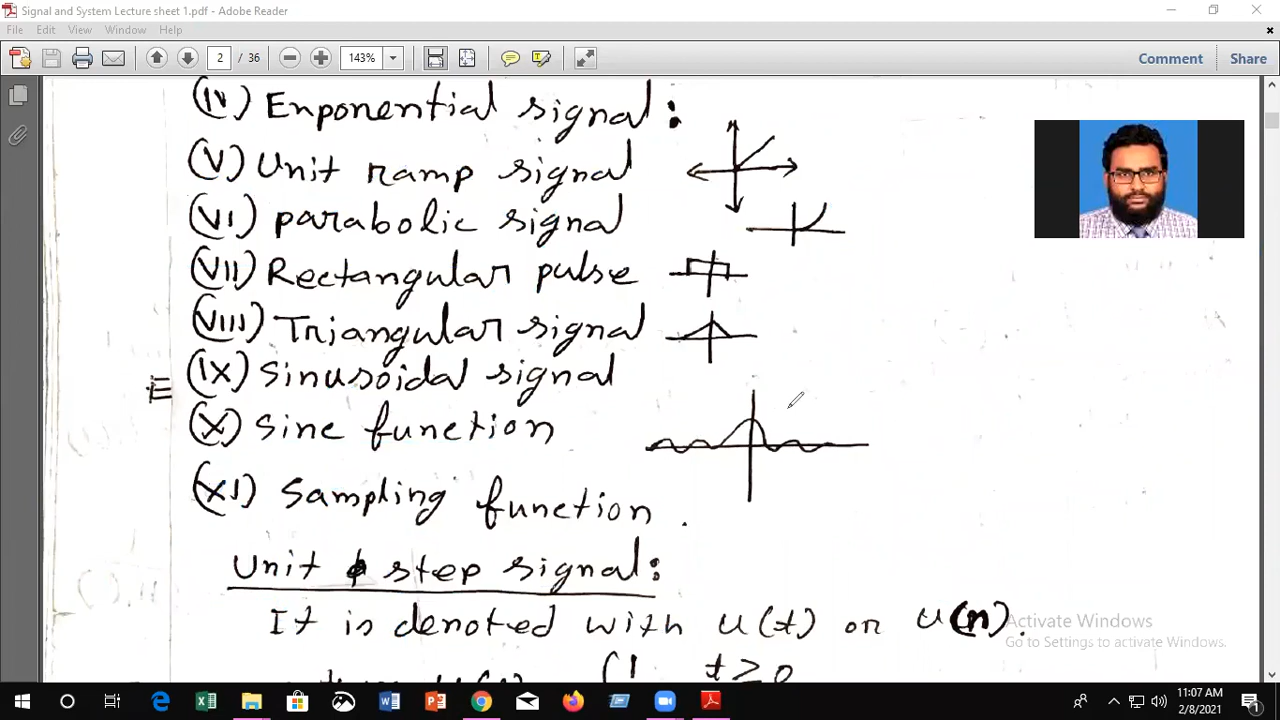 Signal and System Lecture sheet 1.pdf - Adobe Reader
File Edit View Window Help
2 / 36 143% Comment Share
(IV) Enponential signal:
(V) Unit ramp signal
(VI) parabolic signal
(VII) Rectangular pulse
(VIII) Triangular signal
(IX) Sinusoidal signal
(X) Sinc function
(XI) Sampling function.
Unit step signal:
It is denoted with u(t) or u(n).
t ≥ 0
Activate Windows
Go to Settings to activate Windows.
11:07 AM
2/8/2021